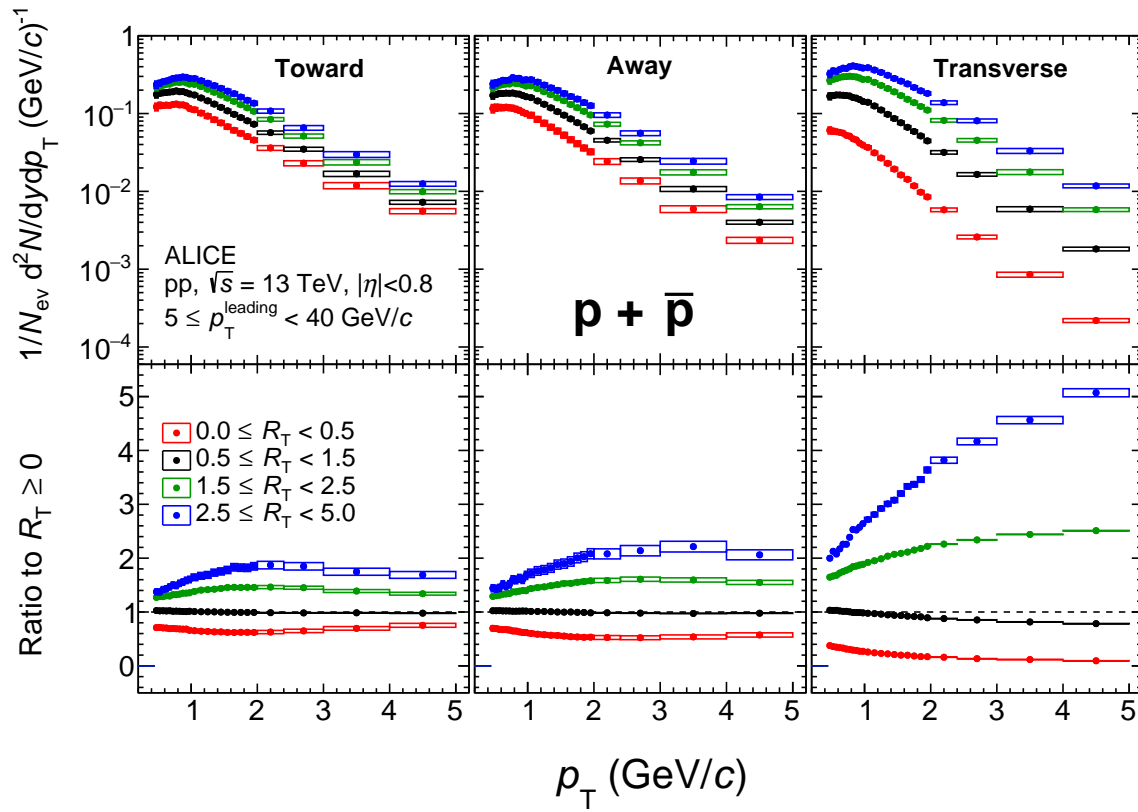 1/N_ev d²N/dydp_T (GeV/c)⁻¹
1
10⁻¹
10⁻²
10⁻³
10⁻⁴
Toward
Away
Transverse
ALICE
pp, √s = 13 TeV, |η|<0.8
5 ≤ p_T^leading < 40 GeV/c
p + p̅
Ratio to R_T ≥ 0
5
4
3
2
1
0
0.0 ≤ R_T < 0.5
0.5 ≤ R_T < 1.5
1.5 ≤ R_T < 2.5
2.5 ≤ R_T < 5.0
1 2 3 4 5 1 2 3 4 5 1 2 3 4 5
p_T (GeV/c)